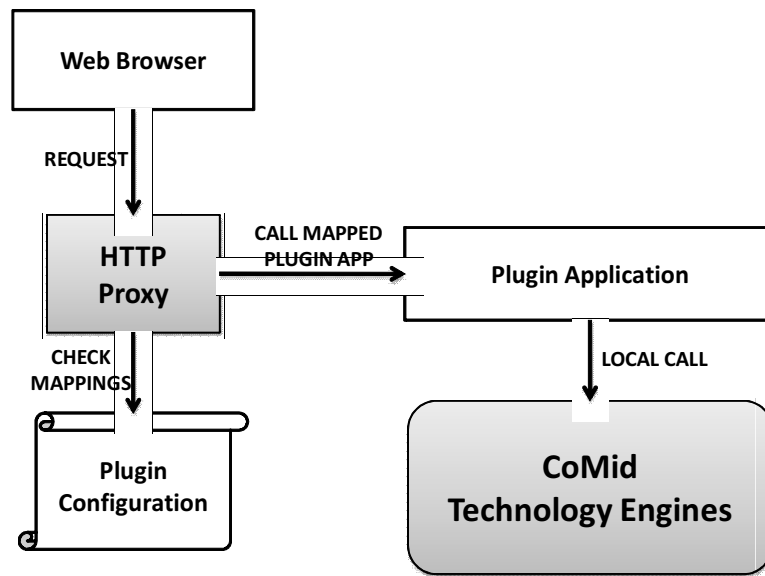 Web Browser
REQUEST
HTTP
Proxy
CALL MAPPED
PLUGIN APP
Plugin Application
CHECK
MAPPINGS
LOCAL CALL
Plugin
Configuration
CoMid
Technology Engines